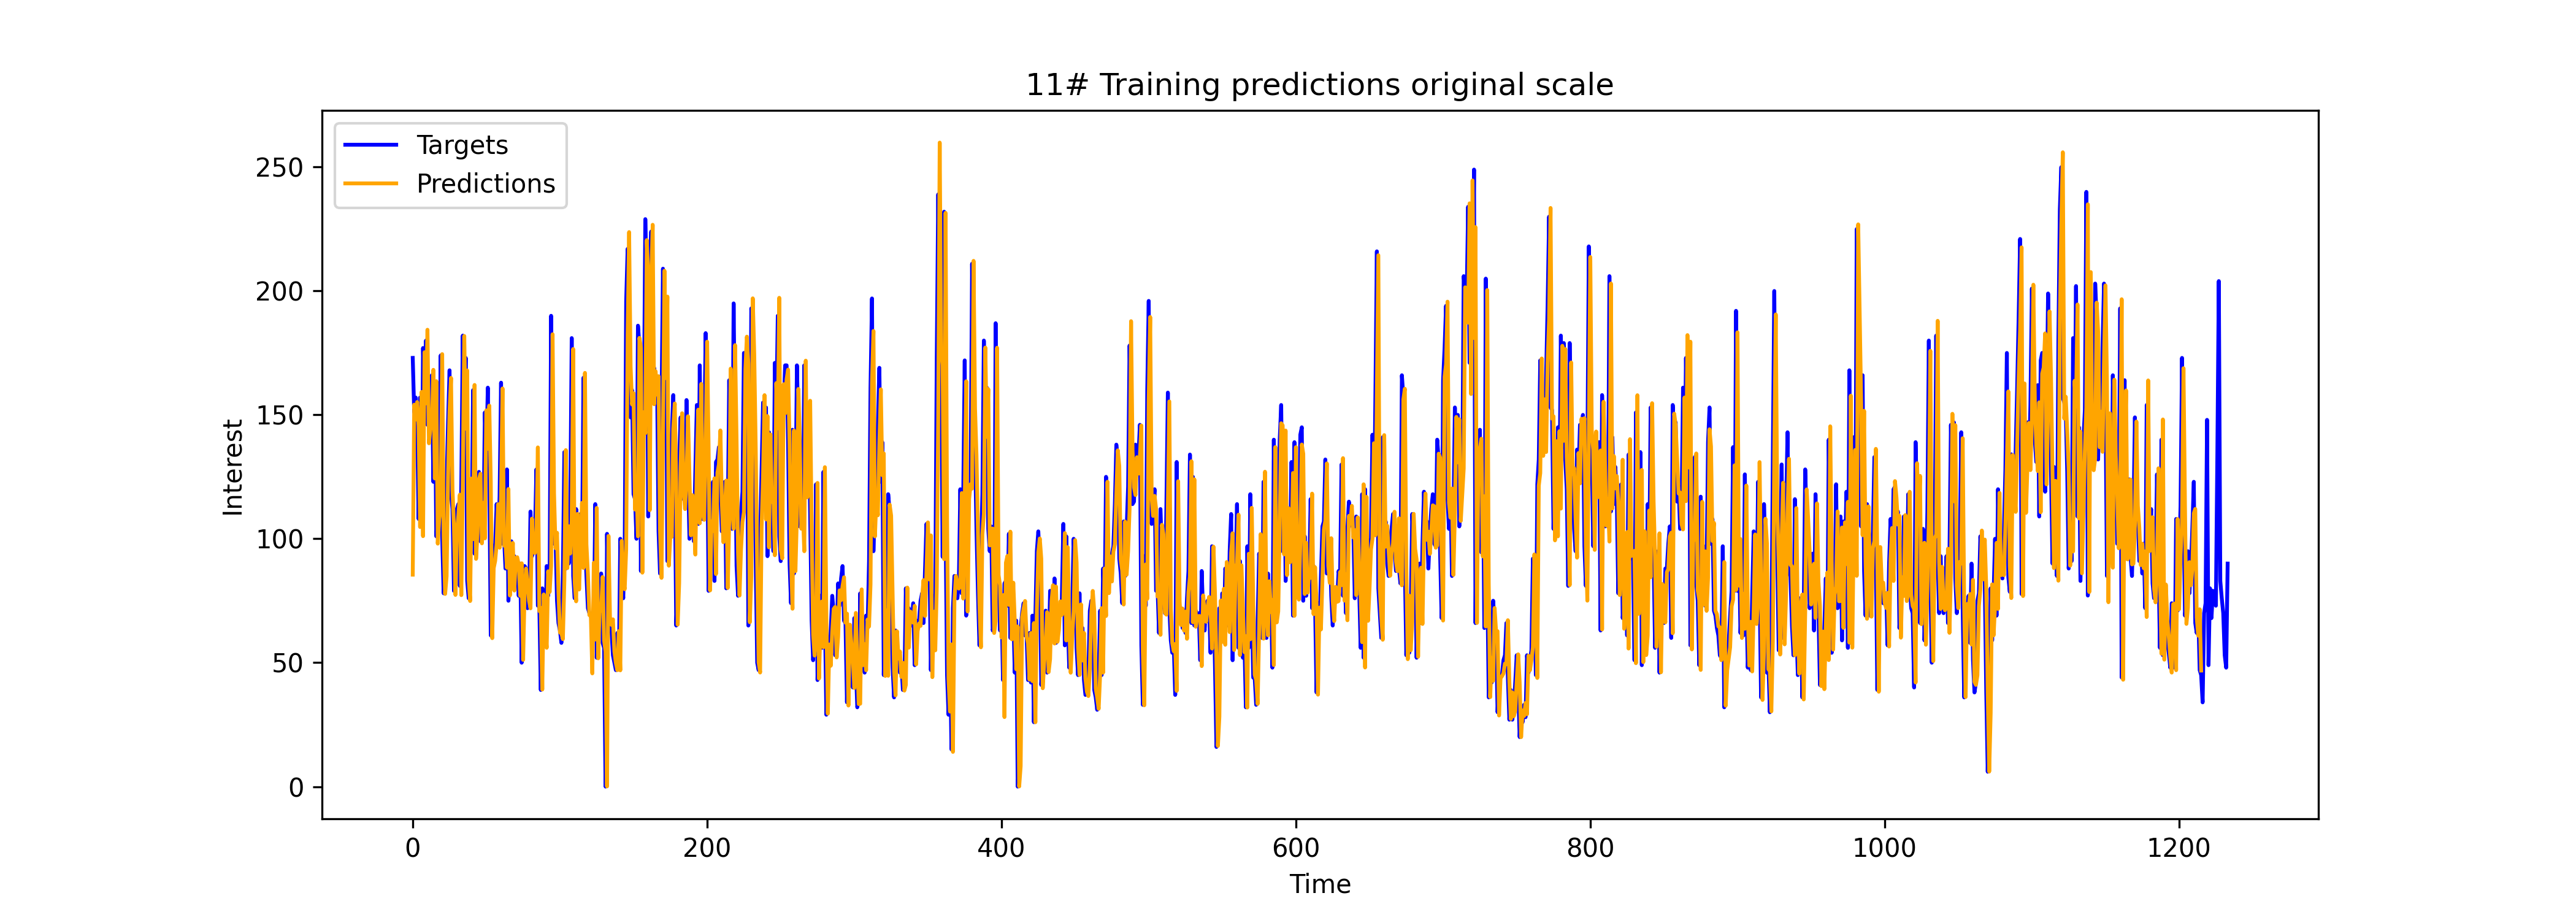 11# Training predictions original scale
Targets
Predictions
250
200
150
100
50
0
Interest
0 200 400 600 800 1000 1200
Time